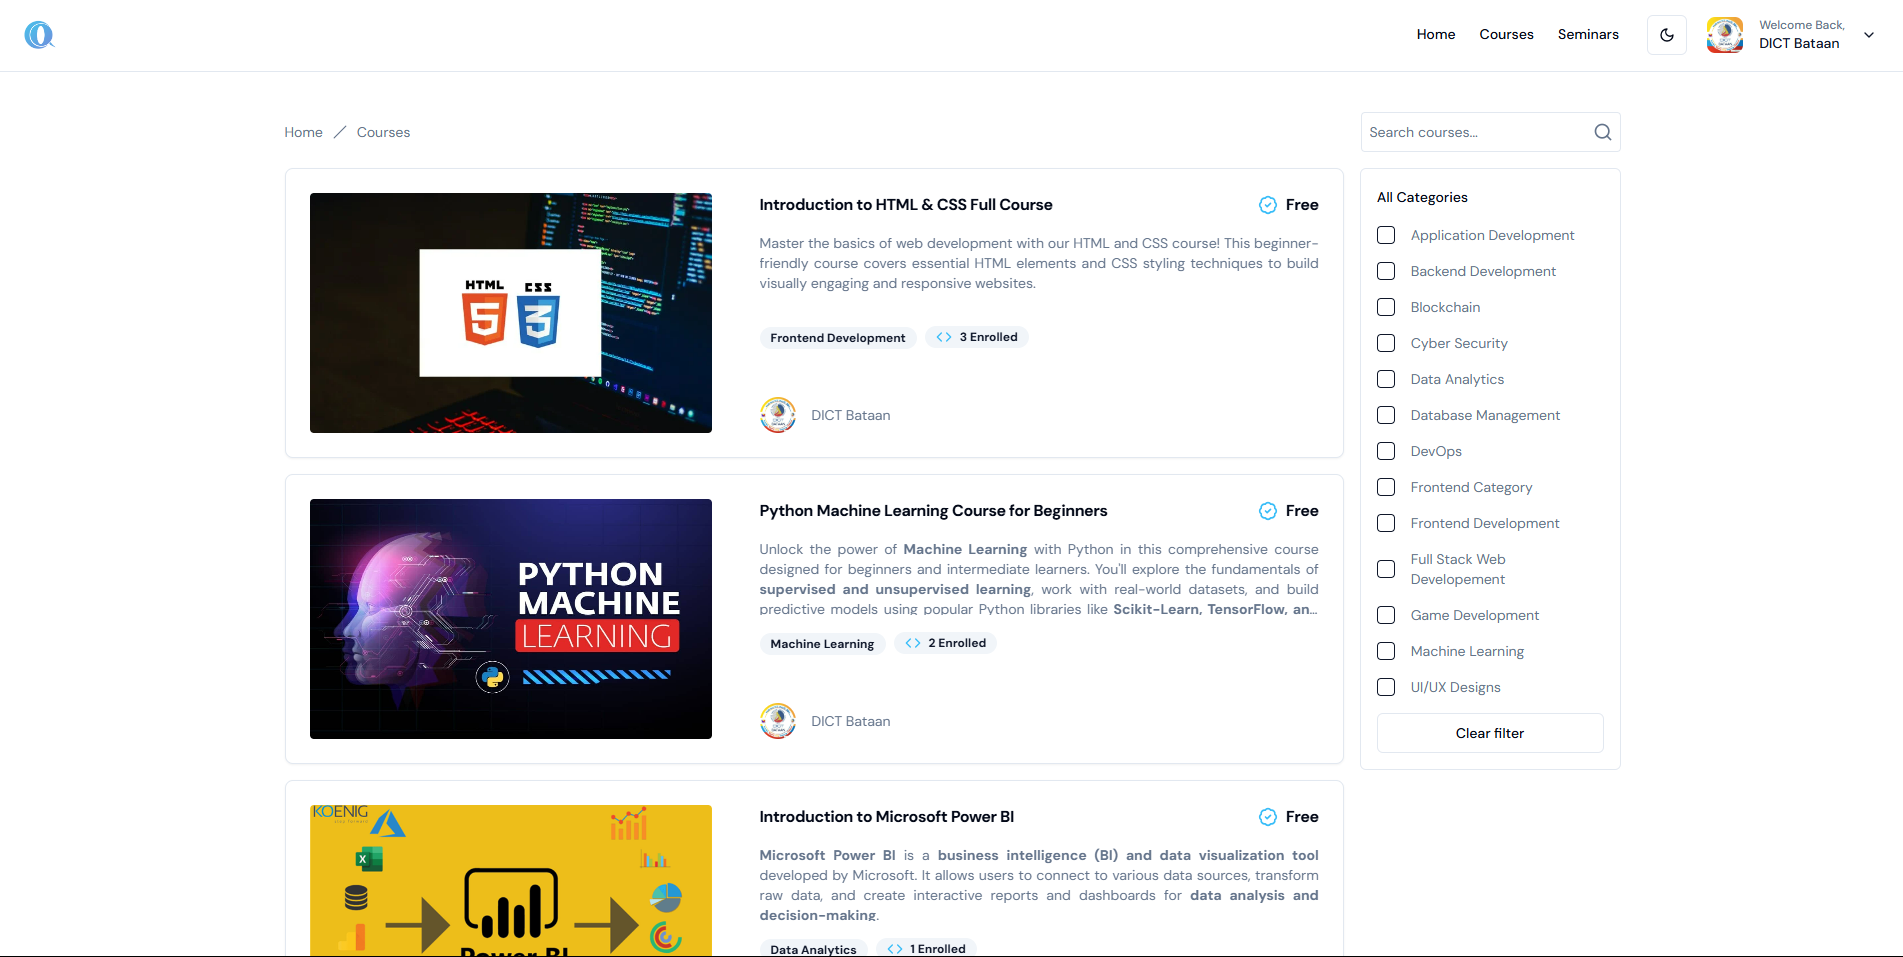 Home
Courses
Seminars
Welcome Back,
DICT Bataan
Home / Courses
Search courses...
HTML
CSS
5
3
Introduction to HTML & CSS Full Course
Free
Master the basics of web development with our HTML and CSS course! This beginner-
friendly course covers essential HTML elements and CSS styling techniques to build
visually engaging and responsive websites.
Frontend Development
3 Enrolled
DICT Bataan
PYTHON
MACHINE
LEARNING
Python Machine Learning Course for Beginners
Free
Unlock the power of Machine Learning with Python in this comprehensive course
designed for beginners and intermediate learners. You'll explore the fundamentals of
supervised and unsupervised learning, work with real-world datasets, and build
predictive models using popular Python libraries like Scikit-Learn, TensorFlow, an...
Machine Learning
2 Enrolled
DICT Bataan
KOENIG
step forward
X
Power BI
Introduction to Microsoft Power BI
Free
Microsoft Power BI is a business intelligence (BI) and data visualization tool
developed by Microsoft. It allows users to connect to various data sources, transform
raw data, and create interactive reports and dashboards for data analysis and
decision-making.
Data Analytics
1 Enrolled
All Categories
Application Development
Backend Development
Blockchain
Cyber Security
Data Analytics
Database Management
DevOps
Frontend Category
Frontend Development
Full Stack Web
Developement
Game Development
Machine Learning
UI/UX Designs
Clear filter